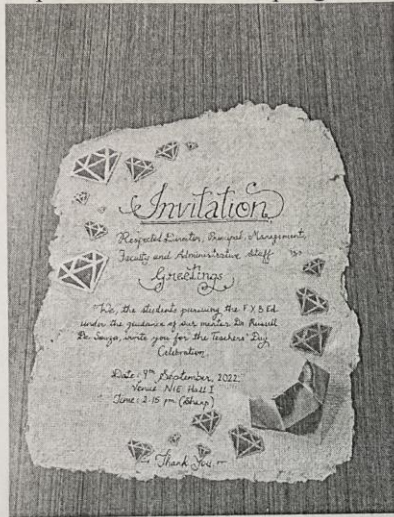 Invitation
Respected Director, Principal, Management,
Faculty and Administrative Staff
Greetings
We, the students pursuing the F.Y.B.Ed
under the guidance of our mentor Dr. Russell
De Souza, invite you for the Teachers' Day
Celebration.
Date: 9th September, 2022.
Venue: NIE Hall I
Time: 2.15 pm (Sharp)
Thank You